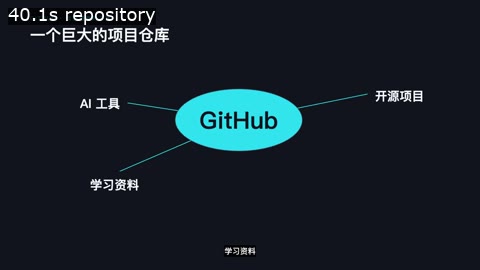 40.1s repository
一个巨大的项目仓库
AI 工具
开源项目
GitHub
学习资料
学习资料